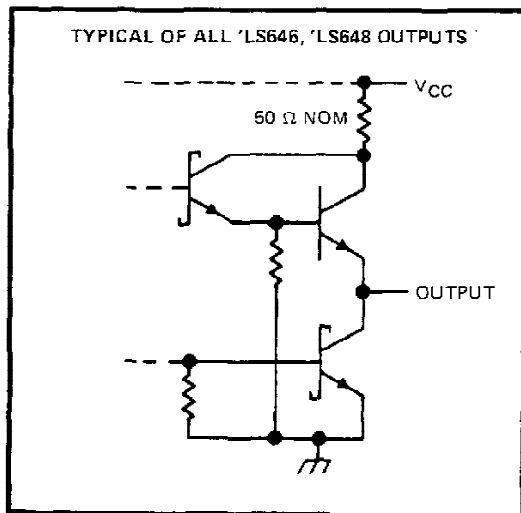 TYPICAL OF ALL 'LS646, 'LS648 OUTPUTS
VCC
50 Ω NOM
OUTPUT